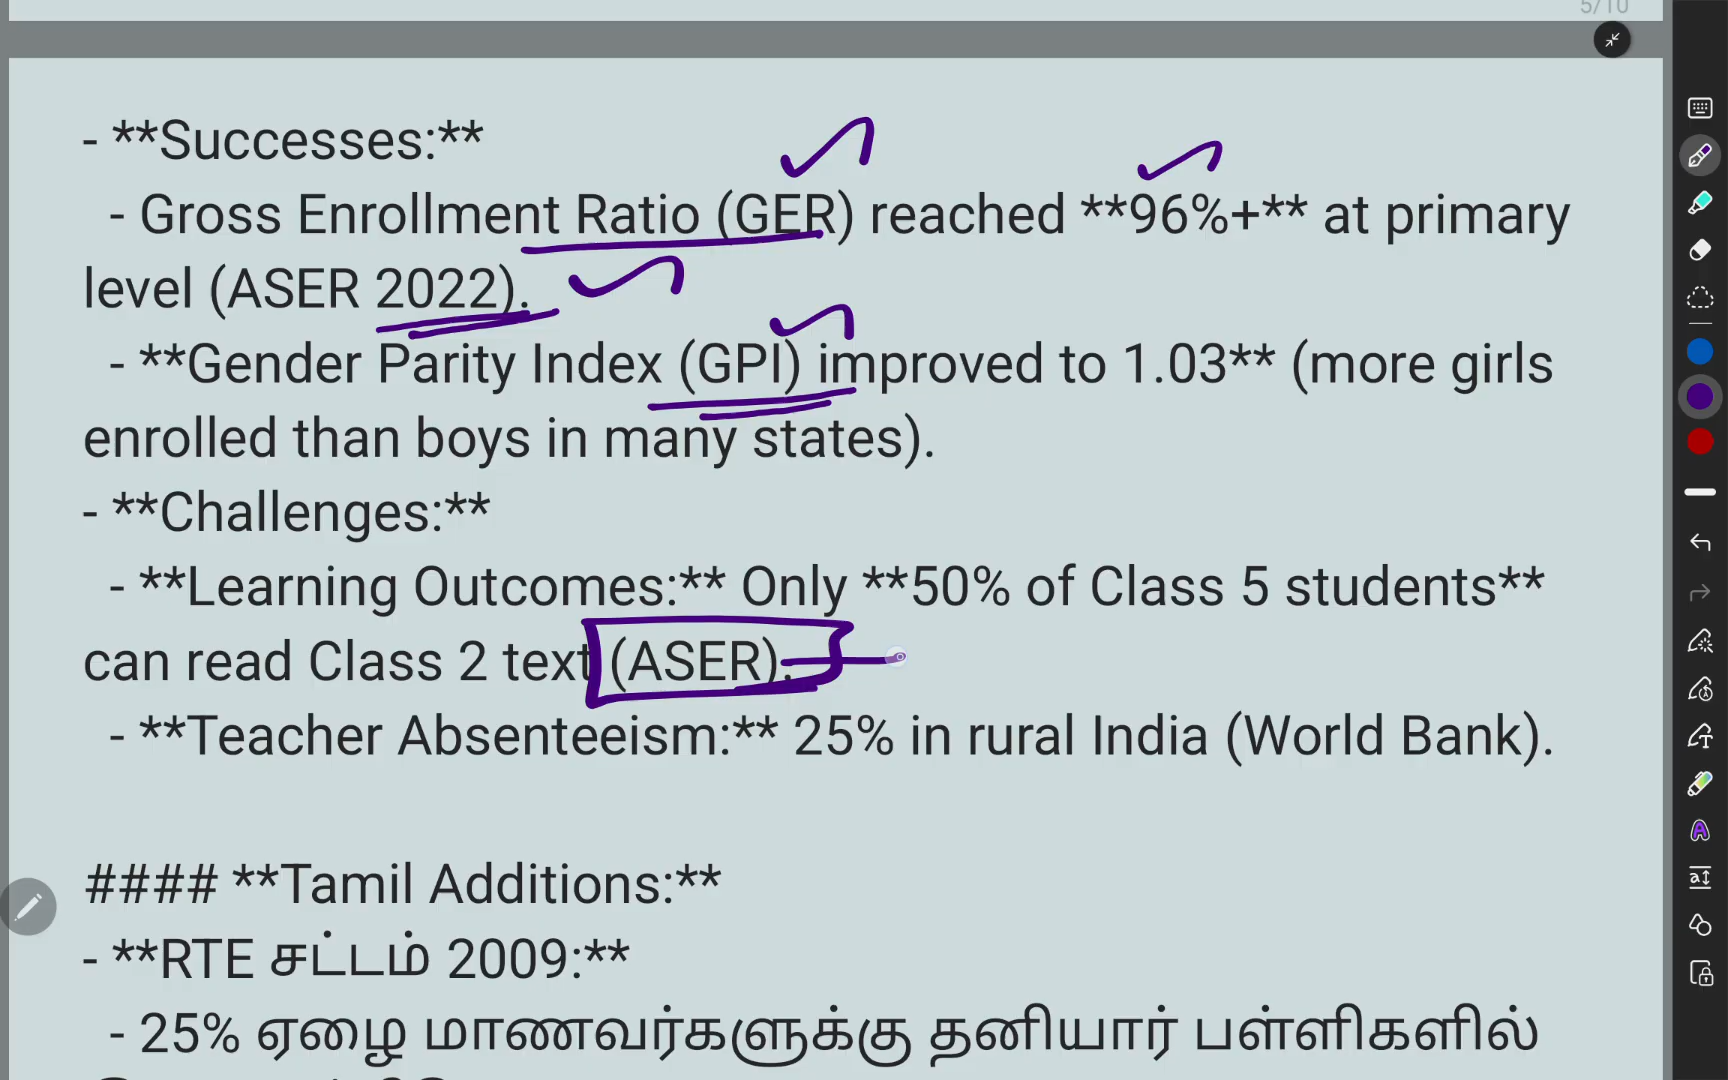 5/10
- **Successes:**
- Gross Enrollment Ratio (GER) reached **96%+** at primary
level (ASER 2022).
- **Gender Parity Index (GPI) improved to 1.03** (more girls
enrolled than boys in many states).
- **Challenges:**
- **Learning Outcomes:** Only **50% of Class 5 students**
can read Class 2 text (ASER).
- **Teacher Absenteeism:** 25% in rural India (World Bank).
#### **Tamil Additions:**
- **RTE சட்டம் 2009:**
- 25% ஏழை மாணவர்களுக்கு தனியார் பள்ளிகளில்